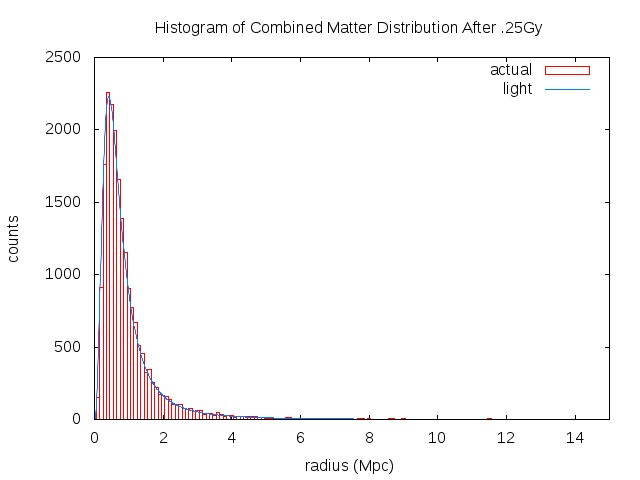 Histogram of Combined Matter Distribution After .25Gy
2500
2000
1500
1000
500
0
counts
actual
light
0 2 4 6 8 10 12 14
radius (Mpc)